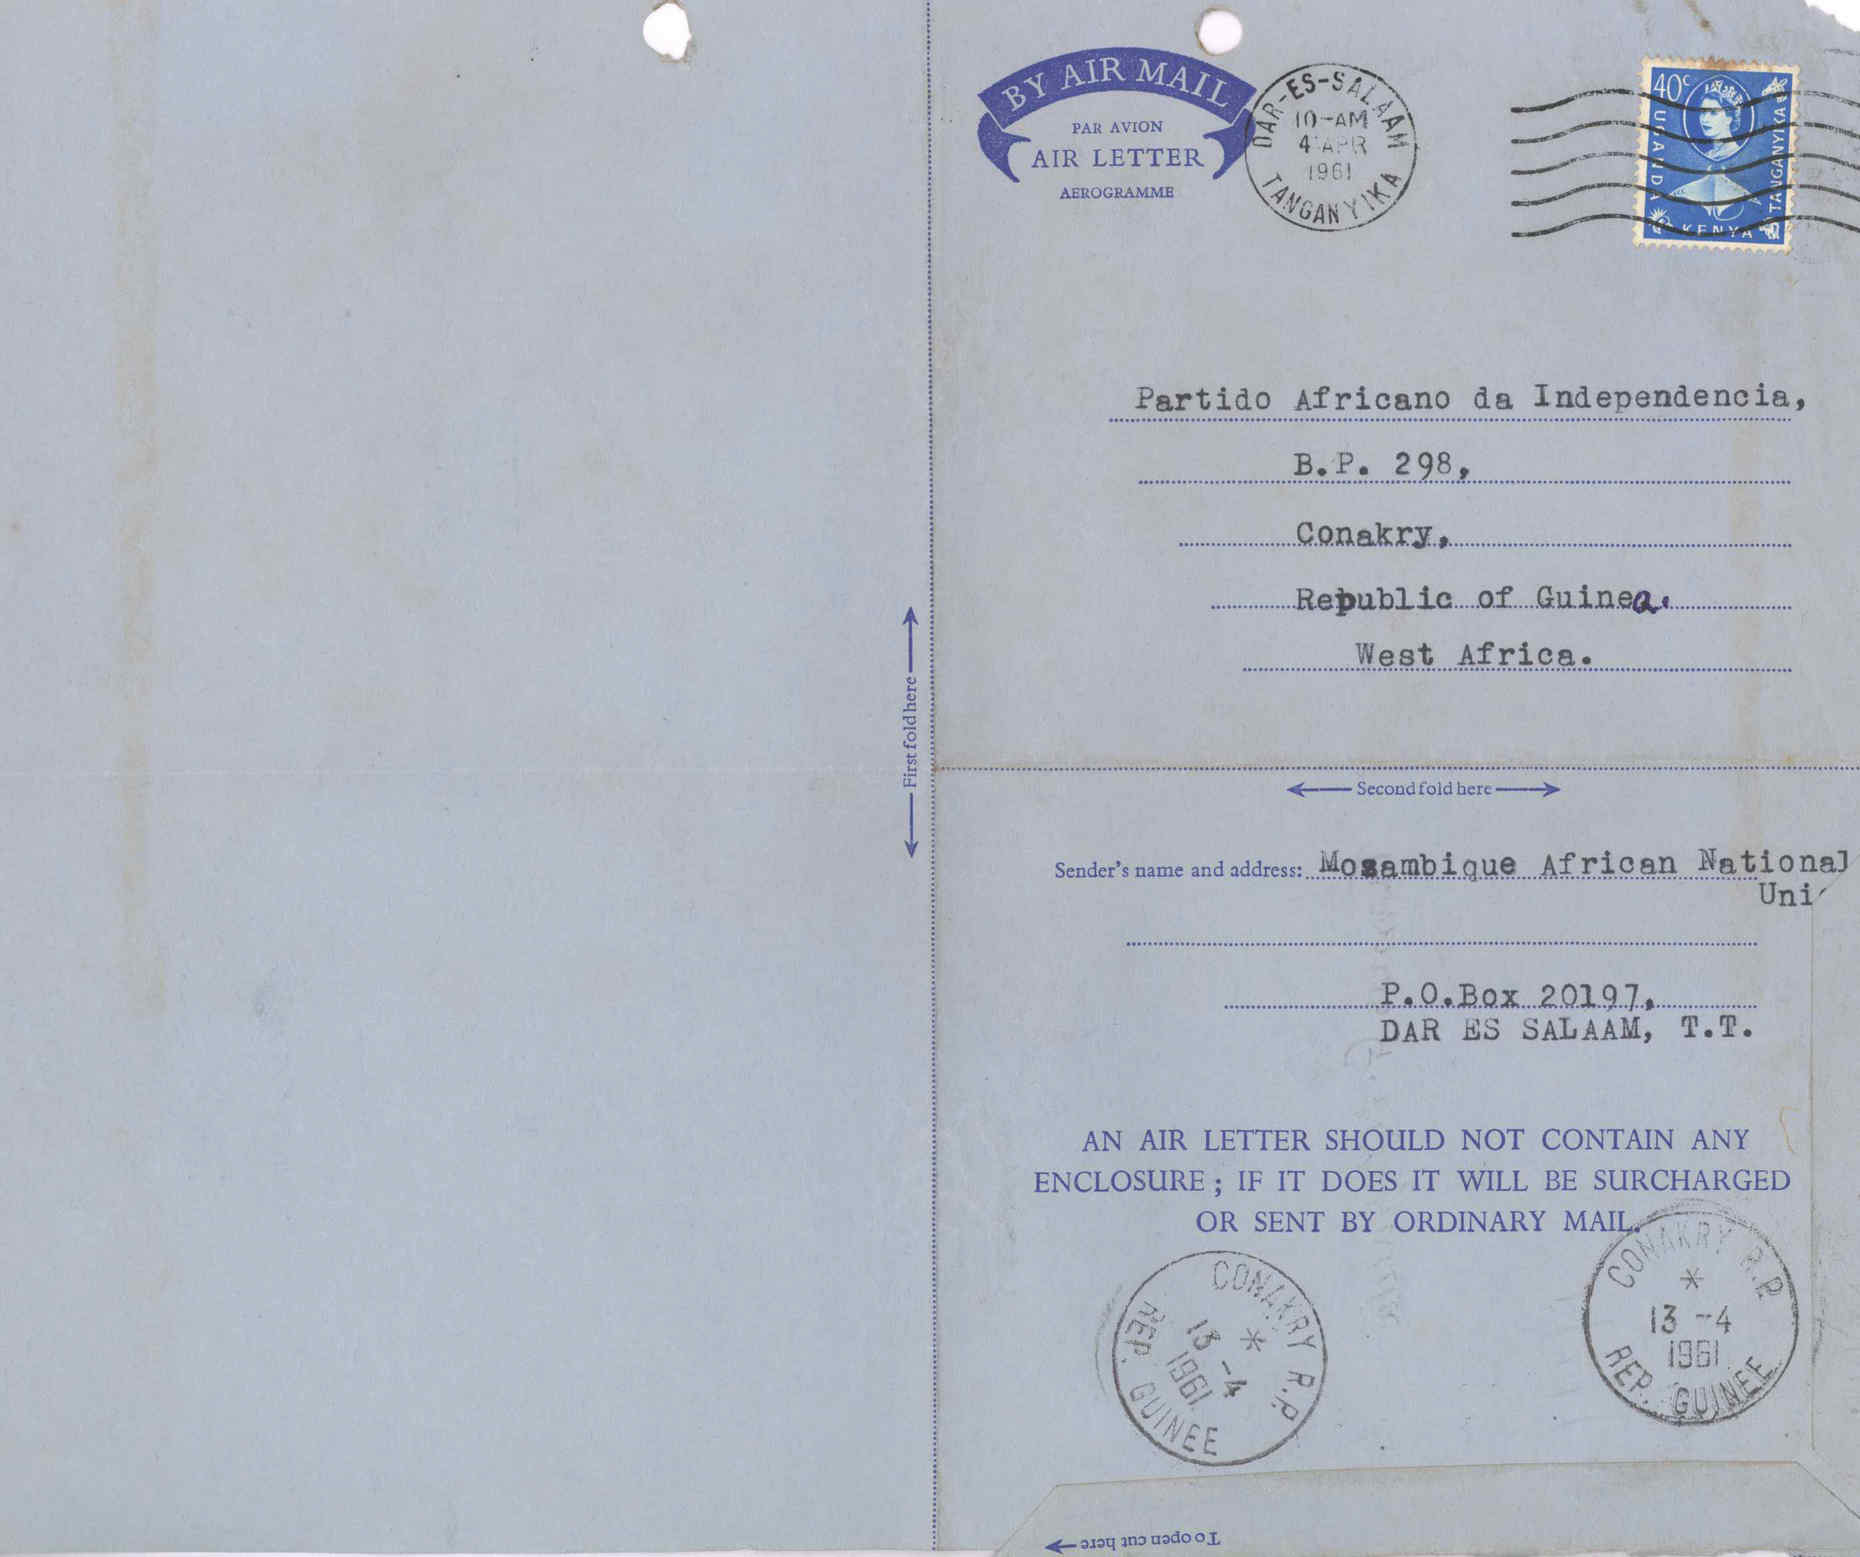 BY AIR MAIL
PAR AVION
AIR LETTER
AEROGRAMME
DAR-ES-SALAAM
10-AM
4 APR
1961
TANGANYIKA
40c
UGANDA
KENYA
TANGANYIKA
Partido Africano da Independencia,
B.P. 298,
Conakry,
Republic of Guinea.
West Africa.
First fold here
Second fold here
Sender's name and address: Mozambique African National
Uni
P.O.Box 20197,
DAR ES SALAAM, T.T.
AN AIR LETTER SHOULD NOT CONTAIN ANY
ENCLOSURE; IF IT DOES IT WILL BE SURCHARGED
OR SENT BY ORDINARY MAIL.
CONAKRY R.P.
13 -4
1961
REP. GUINEE
CONAKRY R.P.
13 -4
1961
REP. GUINEE
To open cut here